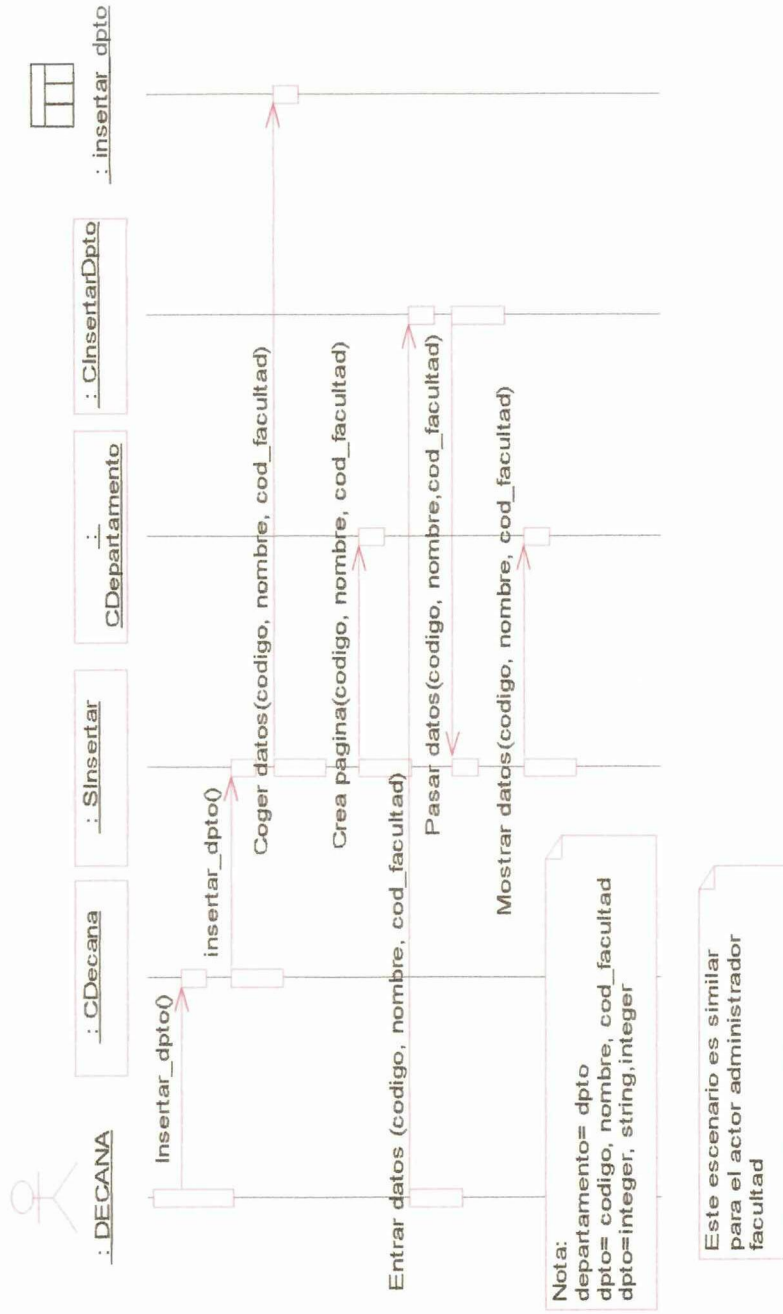 : DECANA
: CDecana
: SInsertar
:
CDepartamento
: CInsertarDpto
: insertar_dpto
Insertar_dpto()
insertar_dpto()
Coger datos(codigo, nombre, cod_facultad)
Crea pagina(codigo, nombre, cod_facultad)
Entrar datos (codigo, nombre, cod_facultad)
Pasar datos(codigo, nombre,cod_facultad)
Mostrar datos(codigo, nombre, cod_facultad)
Nota:
departamento= dpto
dpto= codigo, nombre, cod_facultad
dpto=integer, string,integer
Este escenario es similar
para el actor administrador
facultad